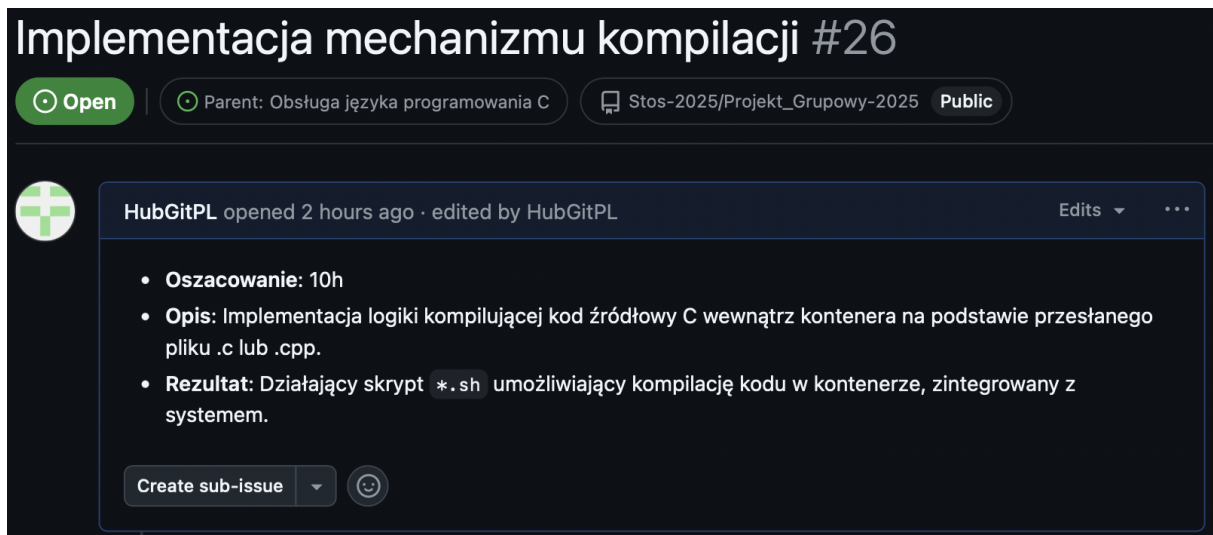 Implementacja mechanizmu kompilacji #26
Open
Parent: Obsługa języka programowania C
Stos-2025/Projekt_Grupowy-2025 Public
HubGitPL opened 2 hours ago · edited by HubGitPL
Edits
• Oszacowanie: 10h
• Opis: Implementacja logiki kompilującej kod źródłowy C wewnątrz kontenera na podstawie przesłanego
pliku .c lub .cpp.
• Rezultat: Działający skrypt *.sh umożliwiający kompilację kodu w kontenerze, zintegrowany z
systemem.
Create sub-issue